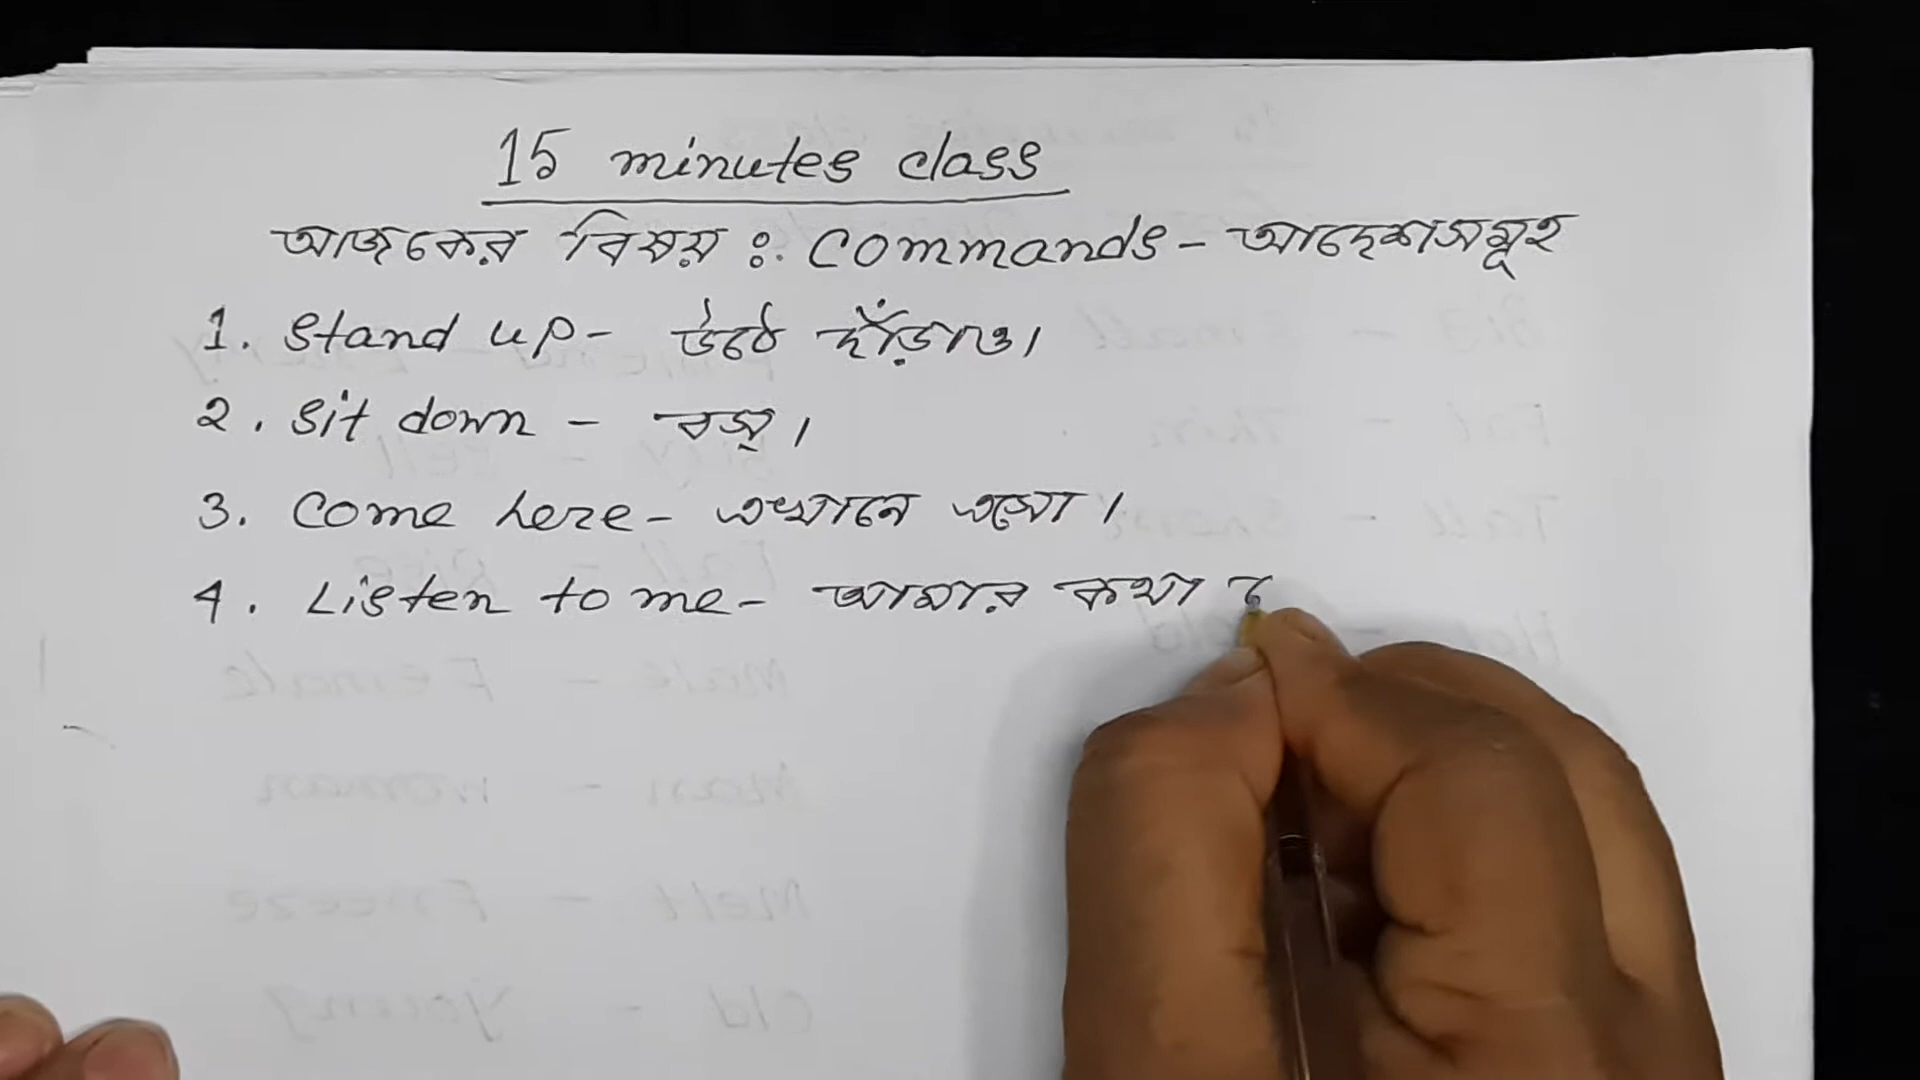 15 minutes class
আজকের বিষয় : Commands - আদেশসমূহ
1. Stand up - উঠে দাঁড়াও।
2. Sit down - বস্।
3. Come here - এখানে এসো।
4. Listen to me - আমার কথা